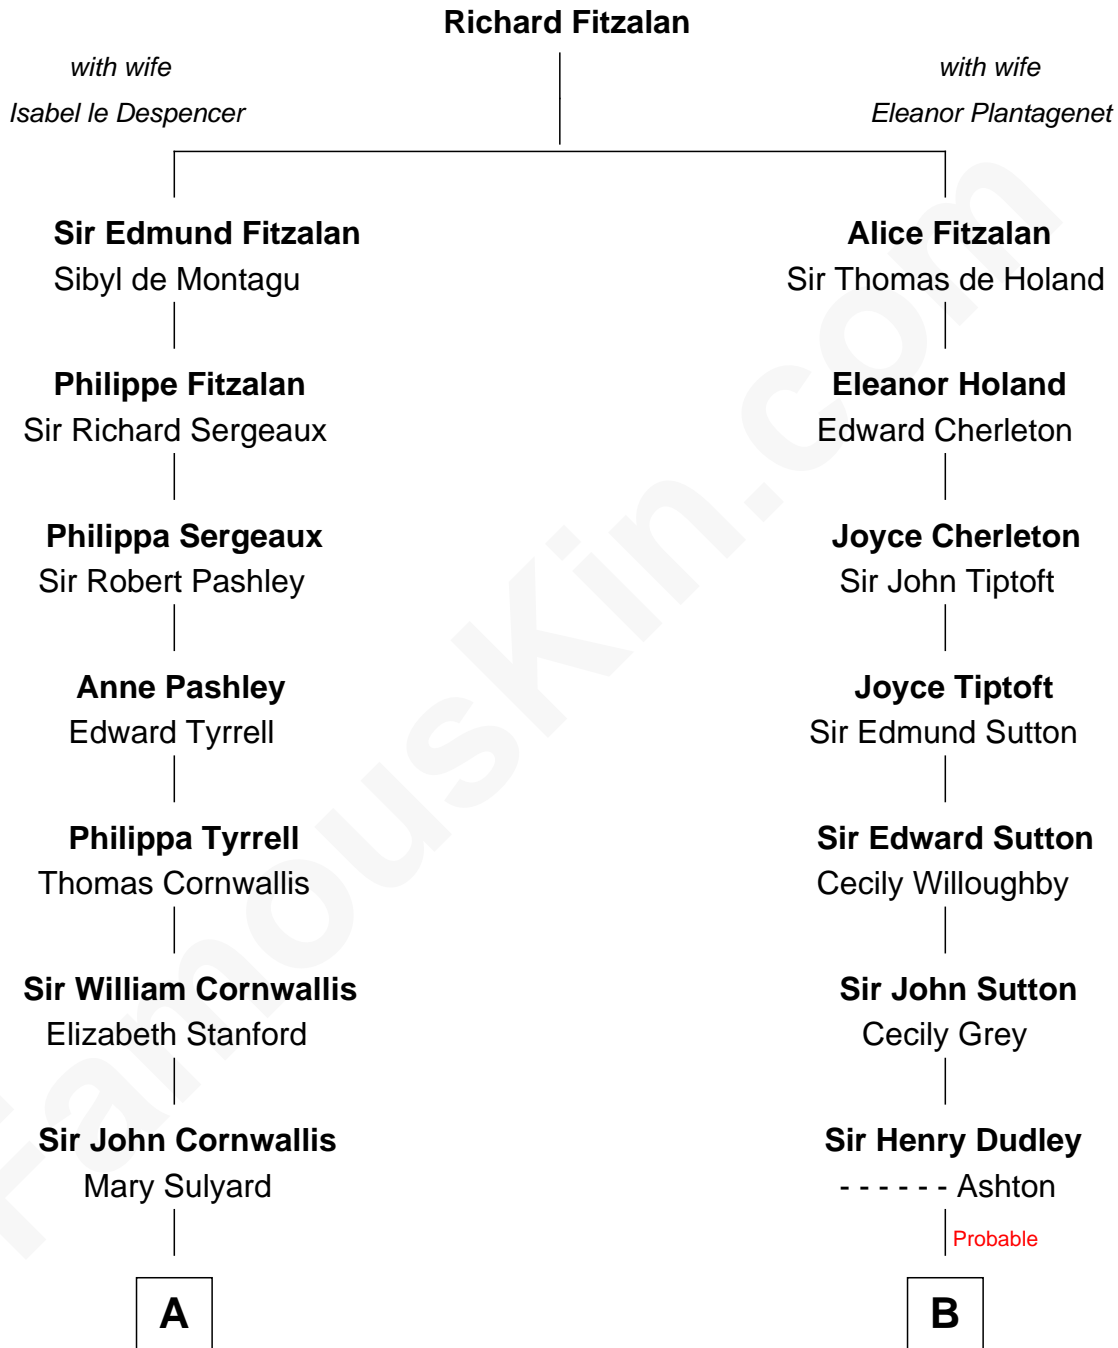 Richard Fitzalan
with wife
Isabel le Despencer
with wife
Eleanor Plantagenet
Sir Edmund Fitzalan
Sibyl de Montagu
Alice Fitzalan
Sir Thomas de Holand
Philippe Fitzalan
Sir Richard Sergeaux
Eleanor Holand
Edward Cherleton
Philippa Sergeaux
Sir Robert Pashley
Joyce Cherleton
Sir John Tiptoft
Anne Pashley
Edward Tyrrell
Joyce Tiptoft
Sir Edmund Sutton
Philippa Tyrrell
Thomas Cornwallis
Sir Edward Sutton
Cecily Willoughby
Sir William Cornwallis
Elizabeth Stanford
Sir John Sutton
Cecily Grey
Sir John Cornwallis
Mary Sulyard
Sir Henry Dudley
- - - - - - Ashton
Probable
A
B
FamousKin.com